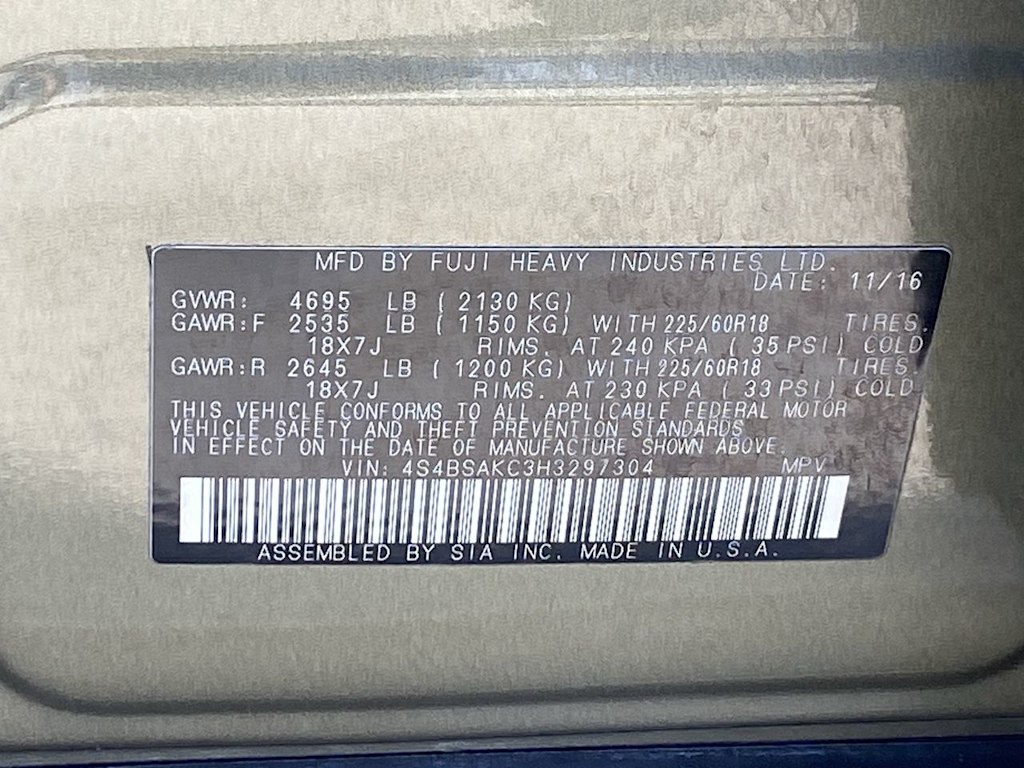 MFD BY FUJI HEAVY INDUSTRIES LTD.
DATE: 11/16
GVWR: 4695 LB ( 2130 KG)
GAWR:F 2535 LB ( 1150 KG) WITH 225/60R18 TIRES.
18X7J RIMS. AT 240 KPA ( 35 PSI) COLD
GAWR:R 2645 LB ( 1200 KG) WITH 225/60R18 TIRES.
18X7J RIMS. AT 230 KPA ( 33 PSI) COLD
THIS VEHICLE CONFORMS TO ALL APPLICABLE FEDERAL MOTOR
VEHICLE SAFETY AND THEFT PREVENTION STANDARDS
IN EFFECT ON THE DATE OF MANUFACTURE SHOWN ABOVE.
VIN: 4S4BSAKC3H3297304 MPV
ASSEMBLED BY SIA INC. MADE IN U.S.A.